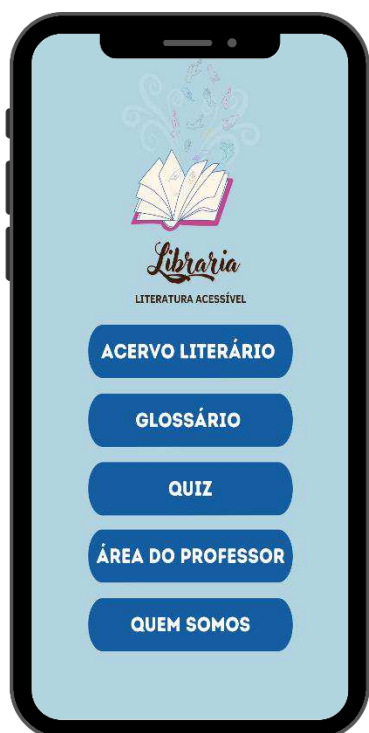 Libraria
LITERATURA ACESSÍVEL
ACERVO LITERÁRIO
GLOSSÁRIO
QUIZ
ÁREA DO PROFESSOR
QUEM SOMOS